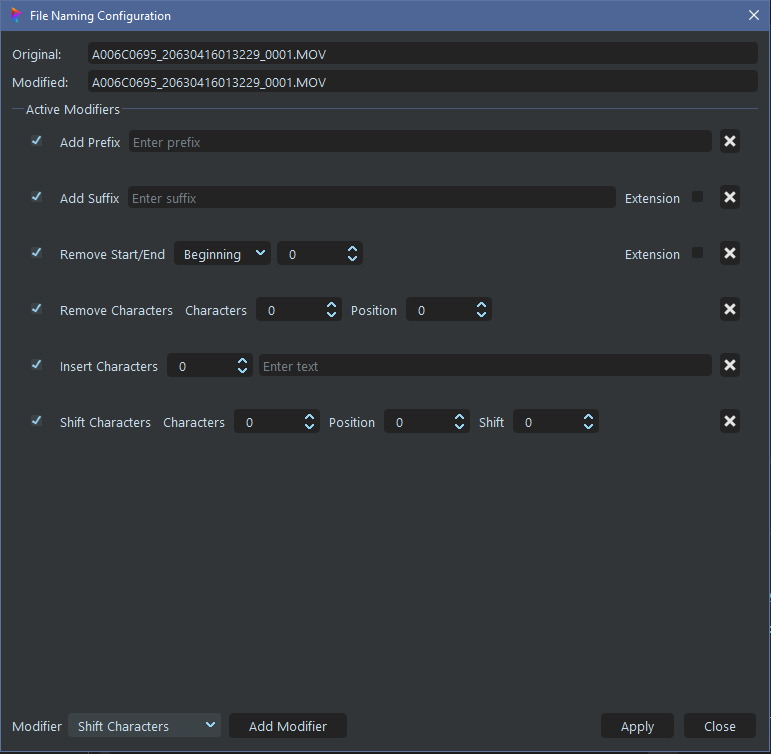 File Naming Configuration
Original: A006C0695_20630416013229_0001.MOV
Modified: A006C0695_20630416013229_0001.MOV
Active Modifiers
Add Prefix Enter prefix
Add Suffix Enter suffix Extension
Remove Start/End Beginning 0 Extension
Remove Characters Characters 0 Position 0
Insert Characters 0 Enter text
Shift Characters Characters 0 Position 0 Shift 0
Modifier Shift Characters Add Modifier Apply Close